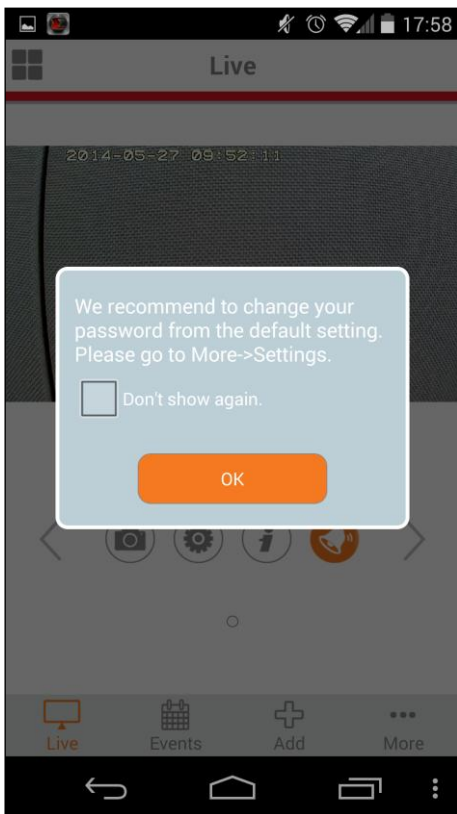 17:58
Live
2014-05-27 09:52:11
We recommend to change your
password from the default setting.
Please go to More->Settings.
Don't show again.
OK
Live Events Add More